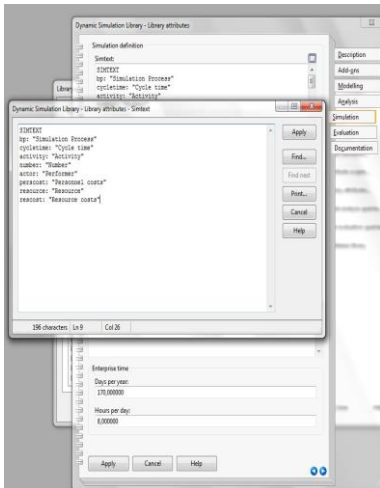 Dynamic Simulation Library - Library attributes
Simulation definition
Simtext:
SIMTEXT
bp: "Simulation Process"
cycletime: "Cycle time"
activity: "Activity"
Description
Add-ons
Modelling
Analysis
Simulation
Evaluation
Documentation
Dynamic Simulation Library - Library attributes - Simtext
SIMTEXT
bp: "Simulation Process"
cycletime: "Cycle time"
activity: "Activity"
number: "Number"
actor: "Performer"
perscost: "Personnel costs"
resource: "Resource"
rescost: "Resource costs"
Apply
Find...
Find next
Print...
Cancel
Help
196 characters Ln 9 Col 26
Enterprise time
Days per year:
170,000000
Hours per day:
8,000000
Apply Cancel Help